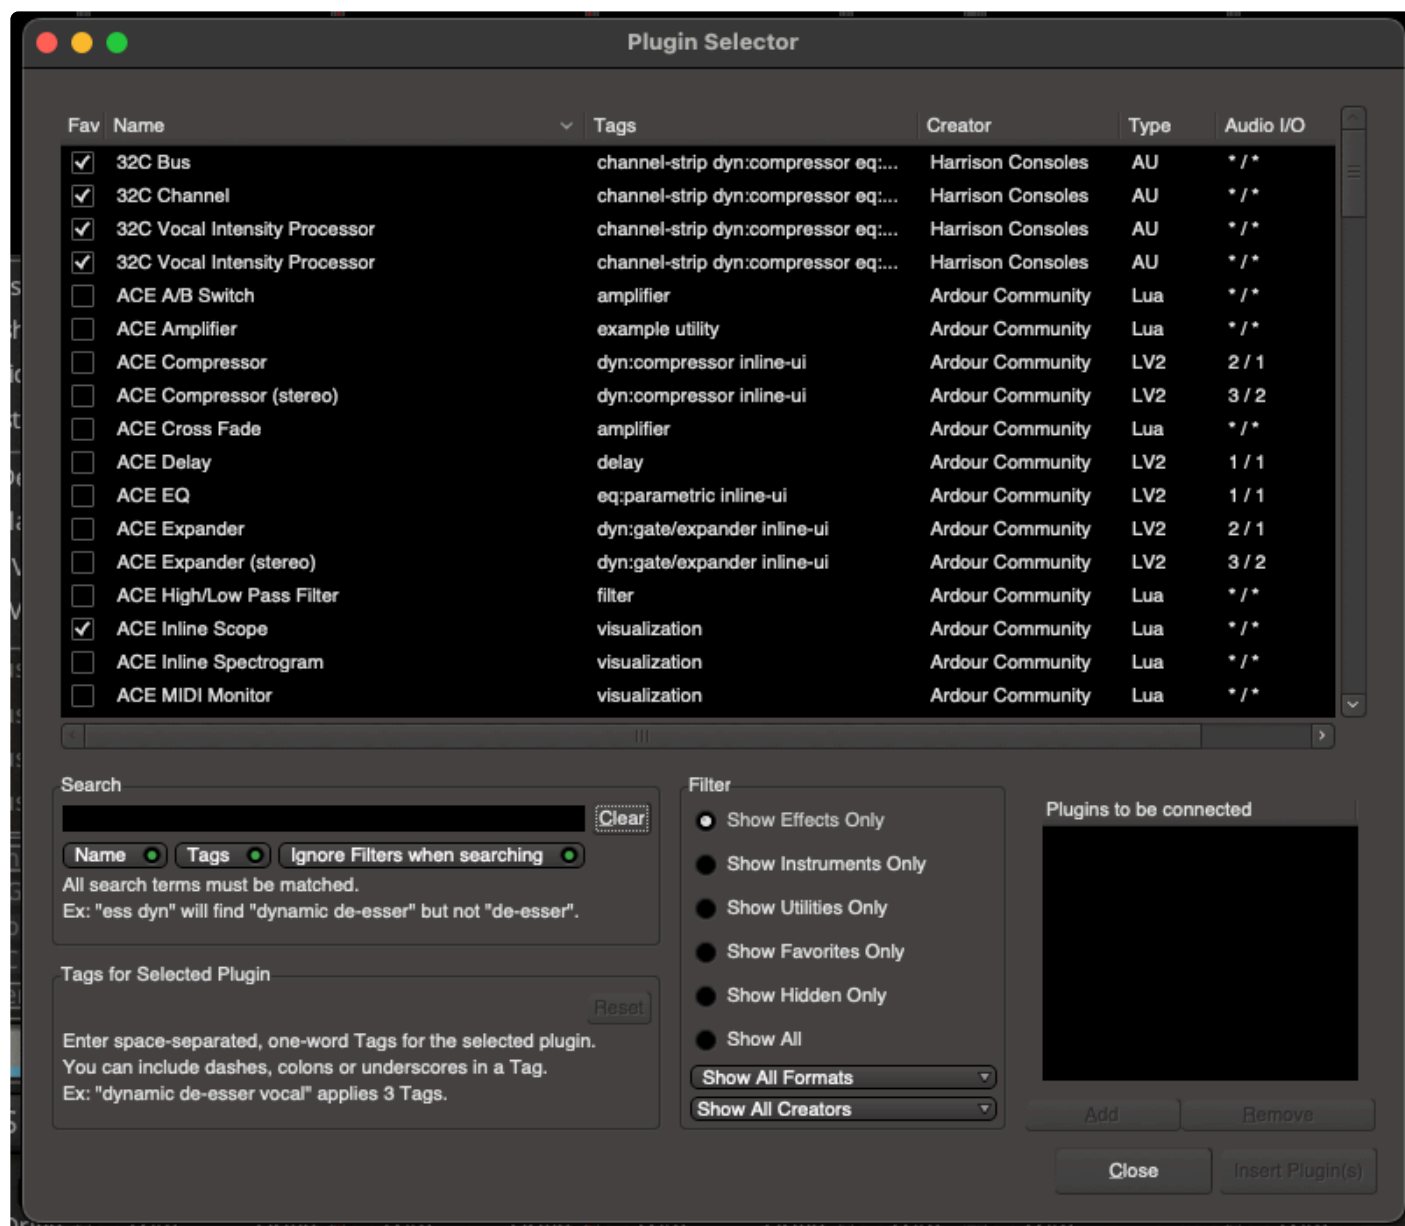 Plugin Selector
Fav Name Tags Creator Type Audio I/O
32C Bus channel-strip dyn:compressor eq:... Harrison Consoles AU * / *
32C Channel channel-strip dyn:compressor eq:... Harrison Consoles AU * / *
32C Vocal Intensity Processor channel-strip dyn:compressor eq:... Harrison Consoles AU * / *
32C Vocal Intensity Processor channel-strip dyn:compressor eq:... Harrison Consoles AU * / *
ACE A/B Switch amplifier Ardour Community Lua * / *
ACE Amplifier example utility Ardour Community Lua * / *
ACE Compressor dyn:compressor inline-ui Ardour Community LV2 2 / 1
ACE Compressor (stereo) dyn:compressor inline-ui Ardour Community LV2 3 / 2
ACE Cross Fade amplifier Ardour Community Lua * / *
ACE Delay delay Ardour Community LV2 1 / 1
ACE EQ eq:parametric inline-ui Ardour Community LV2 1 / 1
ACE Expander dyn:gate/expander inline-ui Ardour Community LV2 2 / 1
ACE Expander (stereo) dyn:gate/expander inline-ui Ardour Community LV2 3 / 2
ACE High/Low Pass Filter filter Ardour Community Lua * / *
ACE Inline Scope visualization Ardour Community Lua * / *
ACE Inline Spectrogram visualization Ardour Community Lua * / *
ACE MIDI Monitor visualization Ardour Community Lua * / *
Search
Clear
Name Tags Ignore Filters when searching
All search terms must be matched.
Ex: "ess dyn" will find "dynamic de-esser" but not "de-esser".
Tags for Selected Plugin
Reset
Enter space-separated, one-word Tags for the selected plugin.
You can include dashes, colons or underscores in a Tag.
Ex: "dynamic de-esser vocal" applies 3 Tags.
Filter
Show Effects Only
Show Instruments Only
Show Utilities Only
Show Favorites Only
Show Hidden Only
Show All
Show All Formats
Show All Creators
Plugins to be connected
Add Remove
Close Insert Plugin(s)